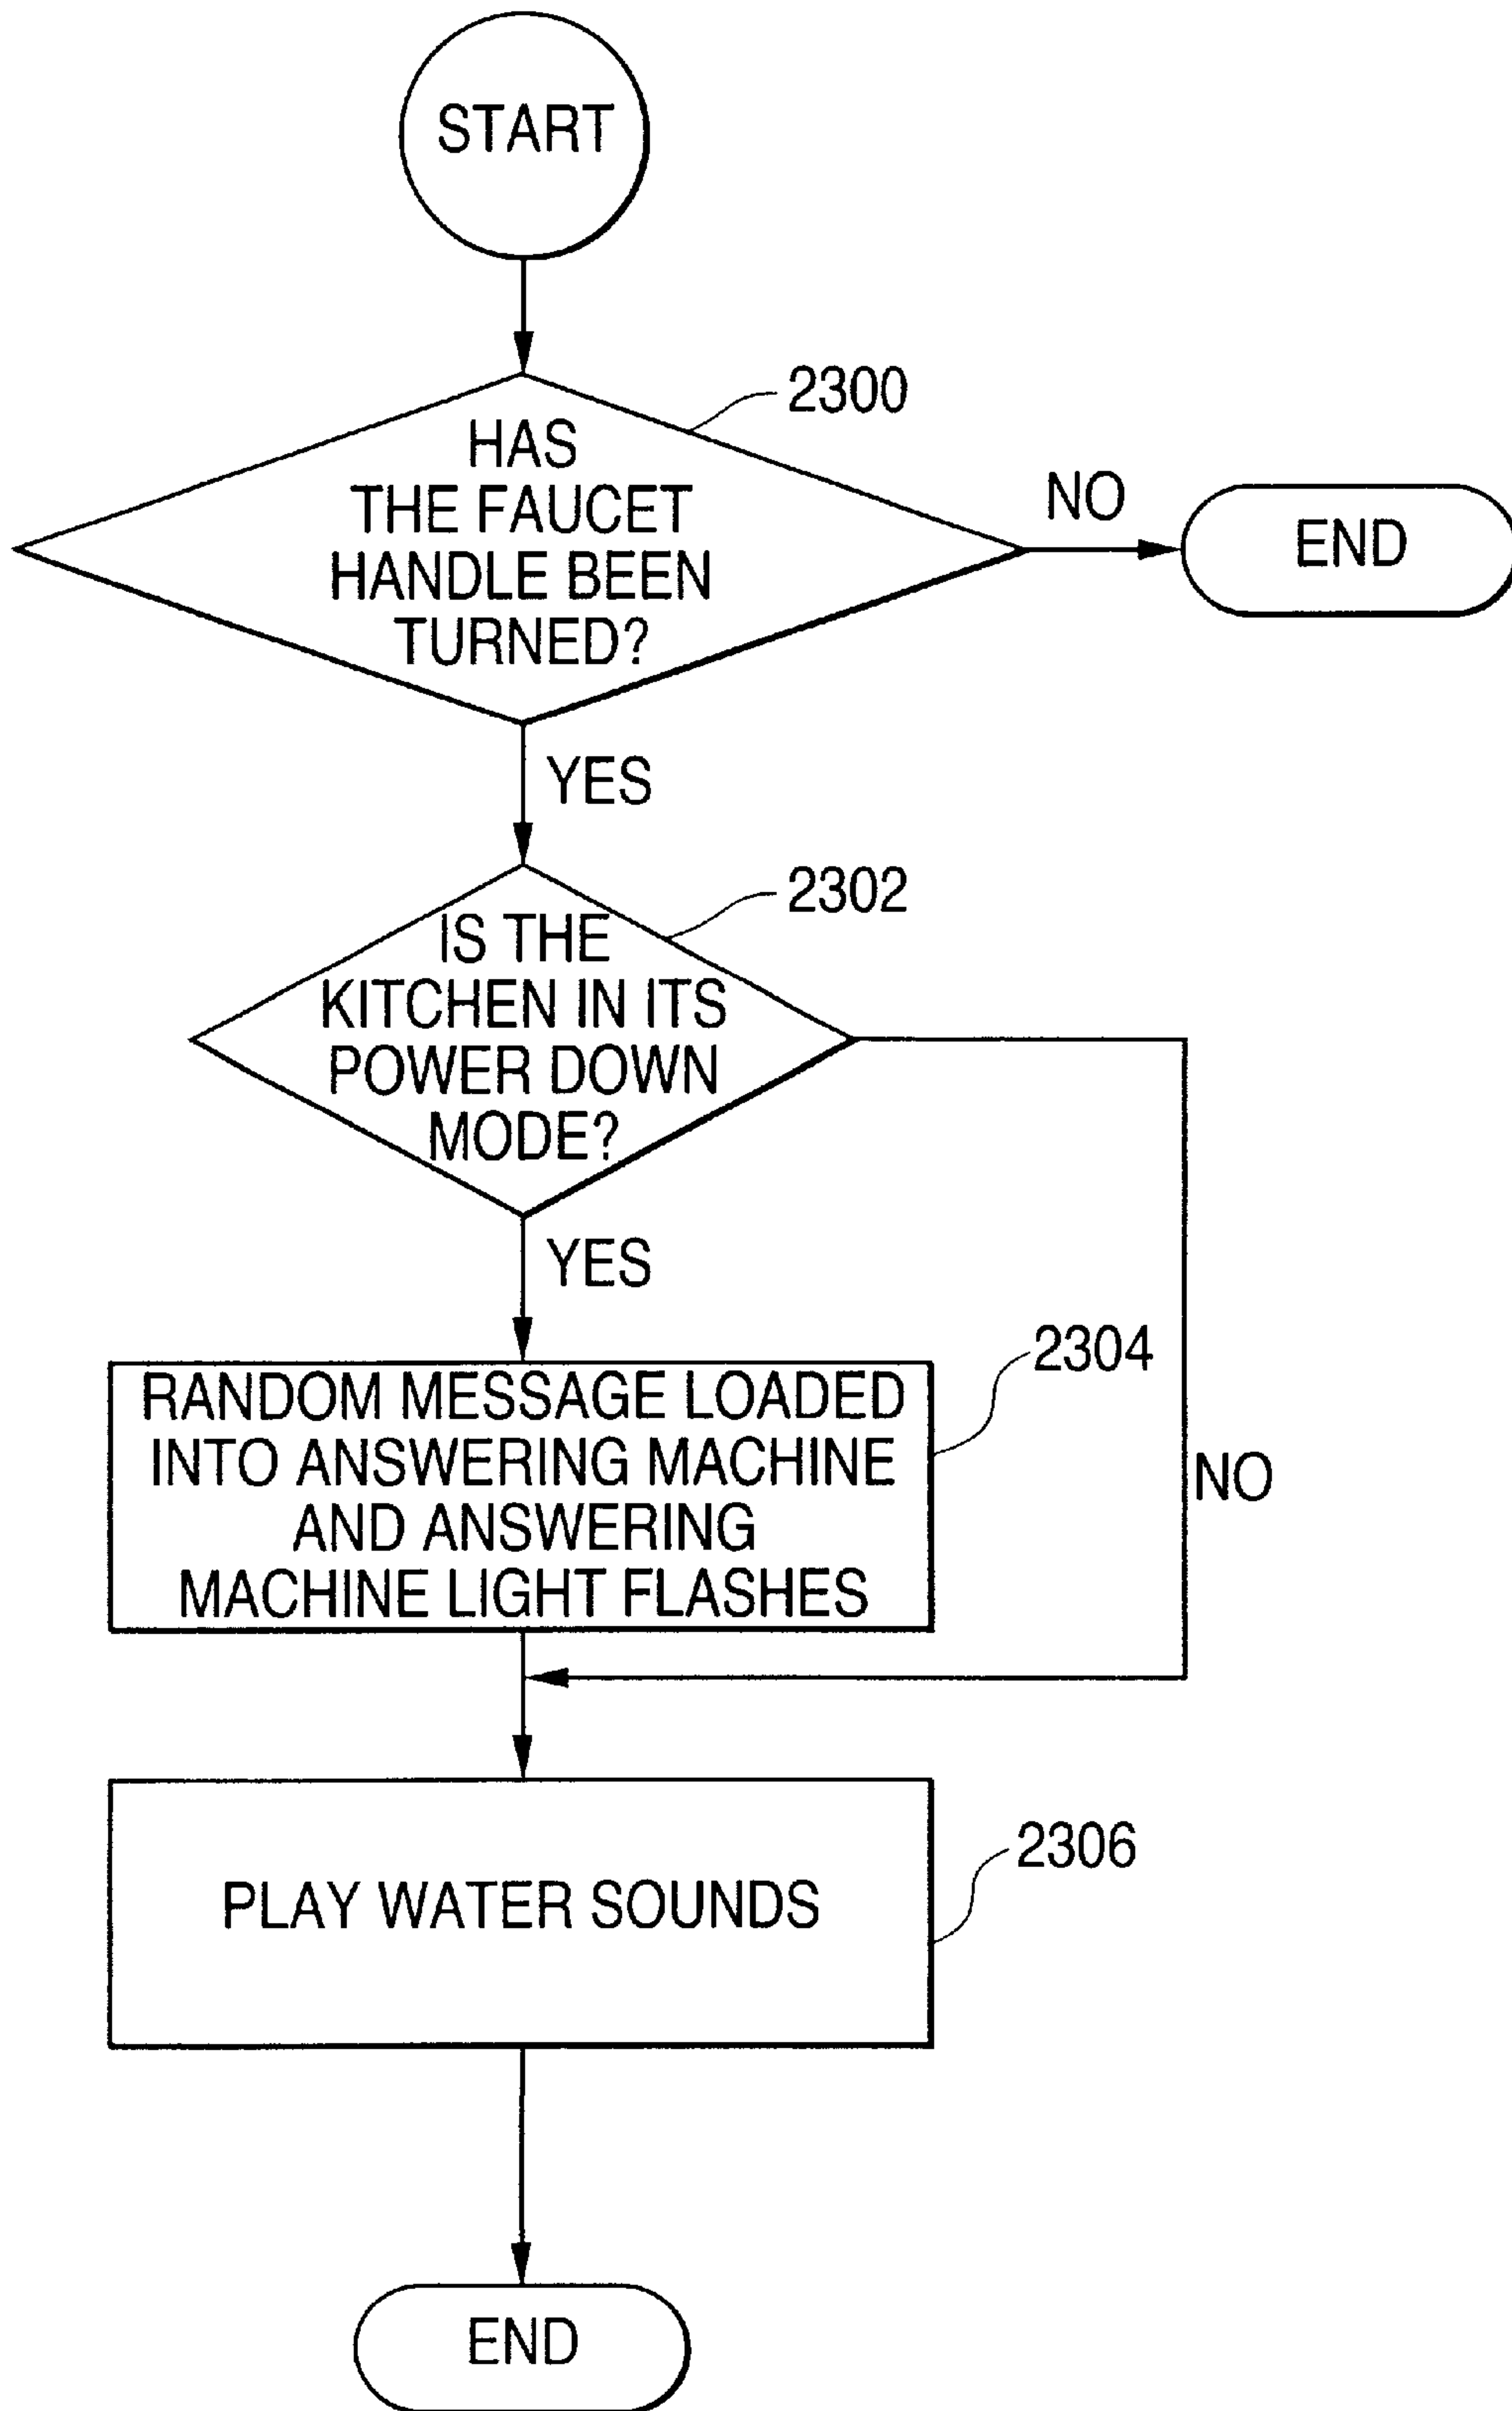 START
2300
HAS
THE FAUCET
HANDLE BEEN
TURNED?
NO
END
YES
2302
IS THE
KITCHEN IN ITS
POWER DOWN
MODE?
YES
2304
RANDOM MESSAGE LOADED
INTO ANSWERING MACHINE
AND ANSWERING
MACHINE LIGHT FLASHES
NO
2306
PLAY WATER SOUNDS
END